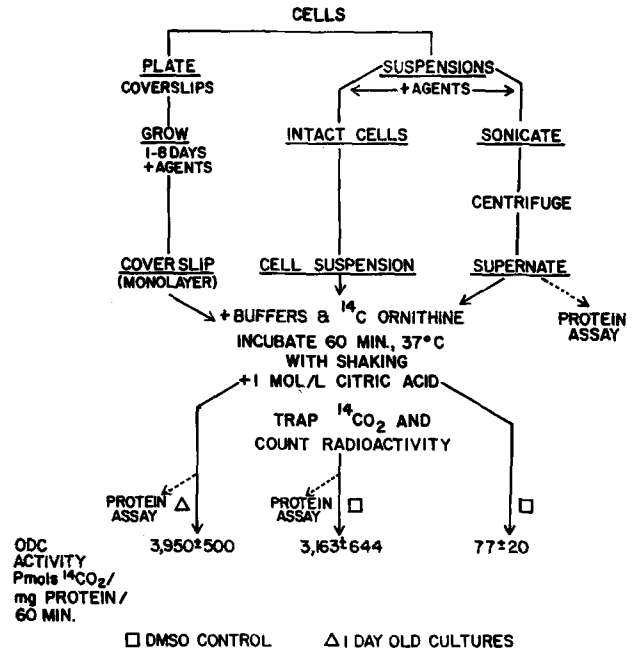 CELLS
PLATE
COVERSLIPS
SUSPENSIONS
+AGENTS
GROW
1-8 DAYS
+AGENTS
INTACT CELLS
SONICATE
CENTRIFUGE
COVERSLIP
(MONOLAYER)
CELL SUSPENSION
SUPERNATE
+BUFFERS & ¹⁴C ORNITHINE
PROTEIN
ASSAY
INCUBATE 60 MIN., 37°C
WITH SHAKING
+1 MOL/L CITRIC ACID
TRAP ¹⁴CO₂ AND
COUNT RADIOACTIVITY
PROTEIN
ASSAY
PROTEIN
ASSAY
ODC
ACTIVITY
Pmols ¹⁴CO₂/
mg PROTEIN/
60 MIN.
3,950±500
3,163±644
77±20
□ DMSO CONTROL
△ 1 DAY OLD CULTURES